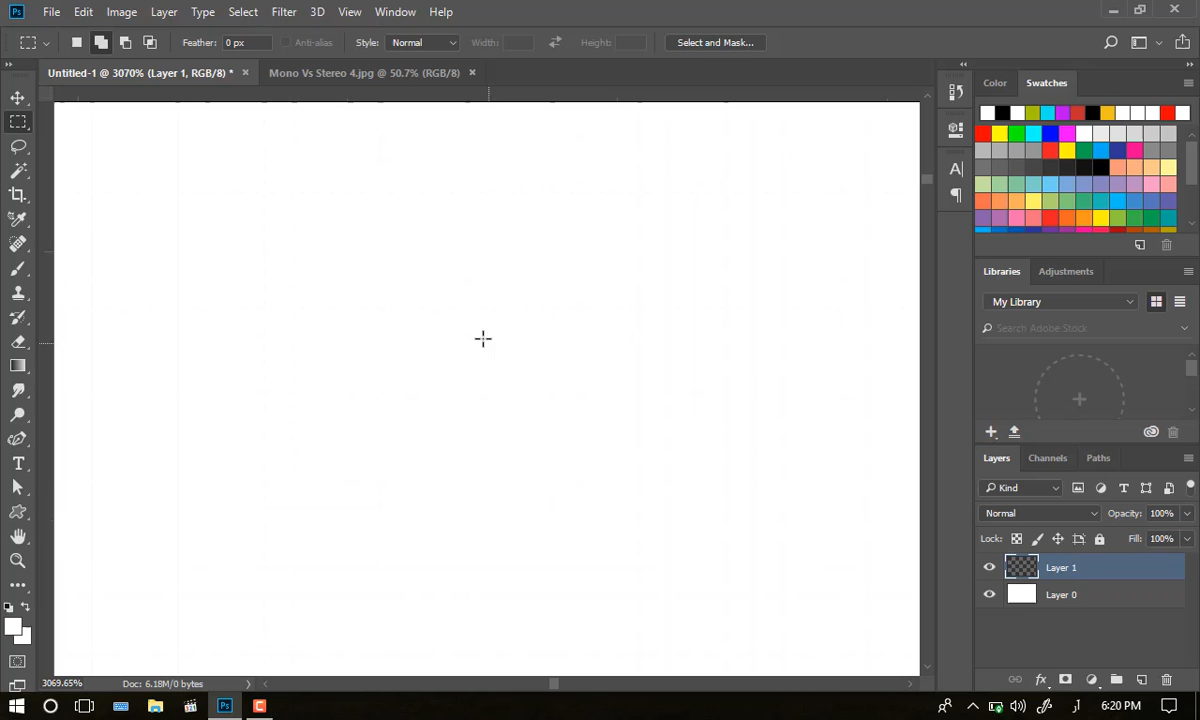 Ps File Edit Image Layer Type Select Filter 3D View Window Help
Feather: 0 px Anti-alias Style: Normal Width: Height: Select and Mask...
Untitled-1 @ 3070% (Layer 1, RGB/8) * × Mono Vs Stereo 4.jpg @ 50.7% (RGB/8) ×
Color Swatches
Libraries Adjustments
My Library
Search Adobe Stock
Layers Channels Paths
Kind
Normal Opacity: 100%
Lock: Fill: 100%
Layer 1
Layer 0
3069.65% Doc: 6.18M/0 bytes
Ps C 6:20 PM